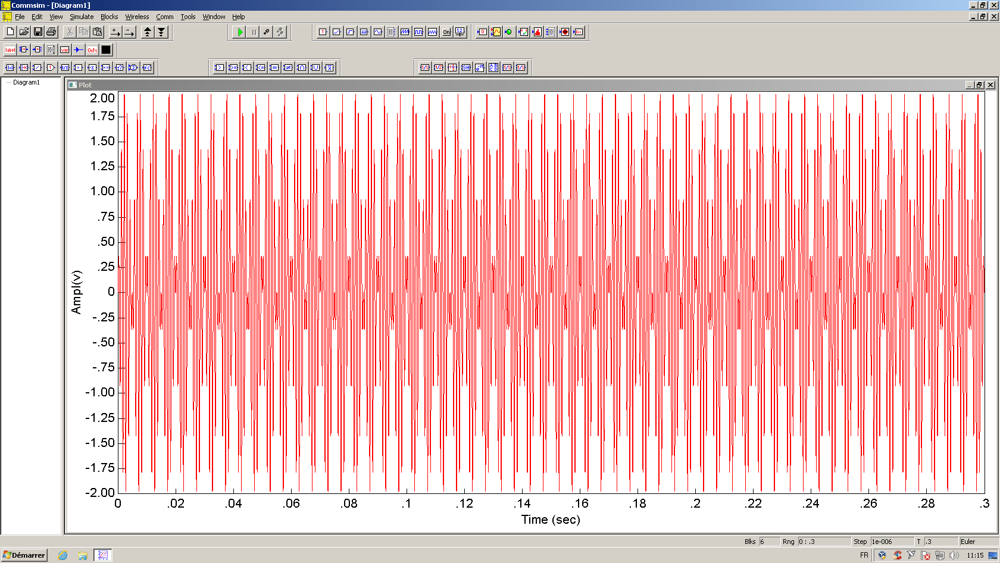 Commsim - [Diagram1]
File Edit View Simulate Blocks Wireless Comm Tools Window Help
label
var
Diagram1
Plot
2.00
1.75
1.50
1.25
1.00
.75
.50
.25
0
-.25
-.50
-.75
-1.00
-1.25
-1.50
-1.75
-2.00
Ampl(v)
0 .02 .04 .06 .08 .1 .12 .14 .16 .18 .2 .22 .24 .26 .28 .3
Time (sec)
Blks 6 Rng 0 : .3 Step 1e-006 T .3 Euler
Démarrer FR 11:15